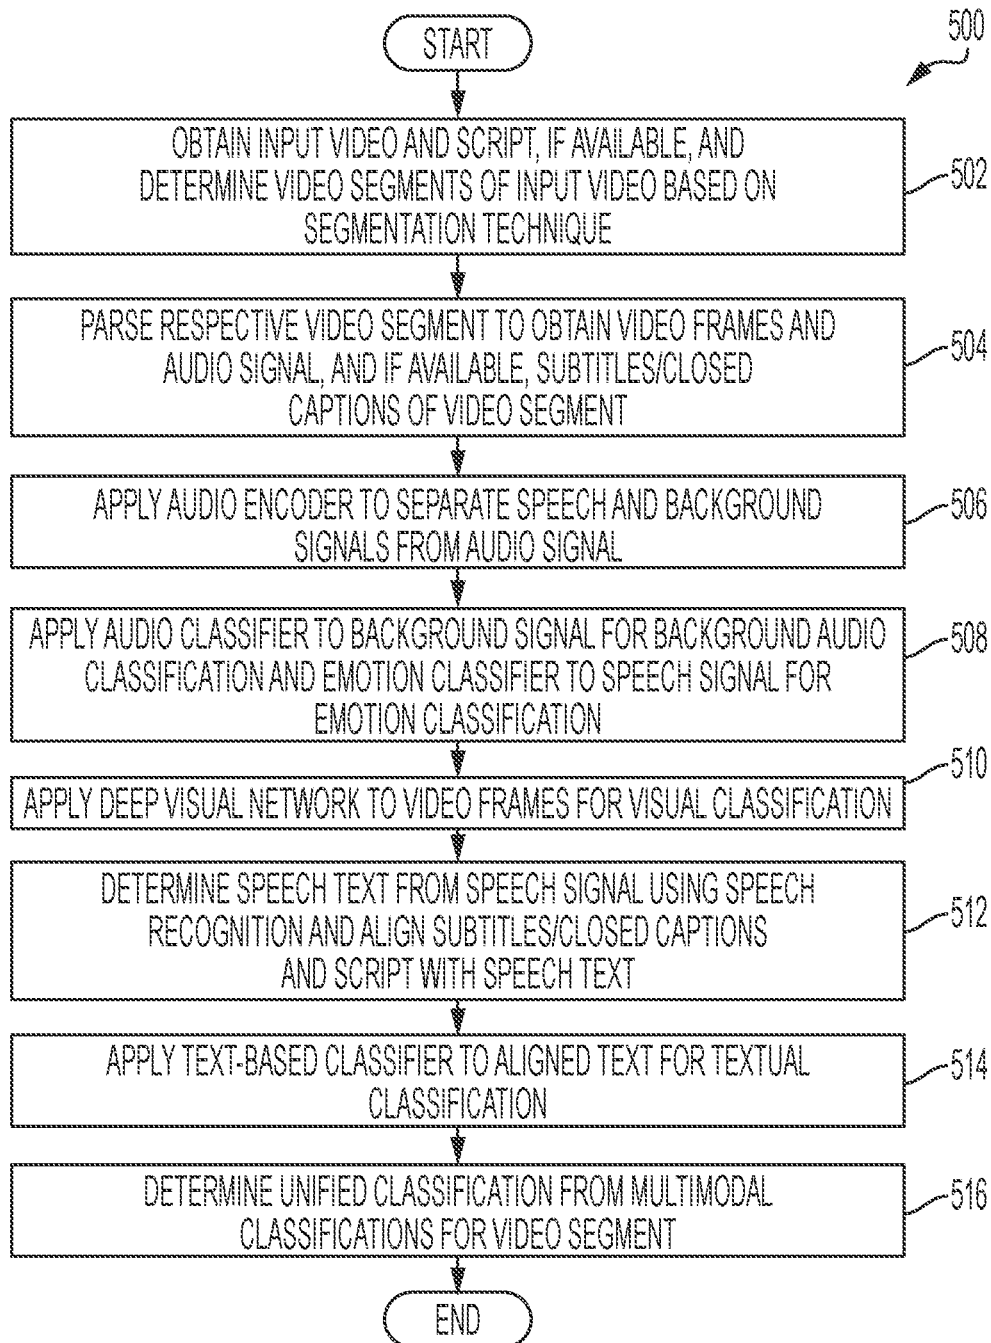 START
500
OBTAIN INPUT VIDEO AND SCRIPT, IF AVAILABLE, AND
DETERMINE VIDEO SEGMENTS OF INPUT VIDEO BASED ON
SEGMENTATION TECHNIQUE
502
PARSE RESPECTIVE VIDEO SEGMENT TO OBTAIN VIDEO FRAMES AND
AUDIO SIGNAL, AND IF AVAILABLE, SUBTITLES/CLOSED
CAPTIONS OF VIDEO SEGMENT
504
APPLY AUDIO ENCODER TO SEPARATE SPEECH AND BACKGROUND
SIGNALS FROM AUDIO SIGNAL
506
APPLY AUDIO CLASSIFIER TO BACKGROUND SIGNAL FOR BACKGROUND AUDIO
CLASSIFICATION AND EMOTION CLASSIFIER TO SPEECH SIGNAL FOR
EMOTION CLASSIFICATION
508
APPLY DEEP VISUAL NETWORK TO VIDEO FRAMES FOR VISUAL CLASSIFICATION
510
DETERMINE SPEECH TEXT FROM SPEECH SIGNAL USING SPEECH
RECOGNITION AND ALIGN SUBTITLES/CLOSED CAPTIONS
AND SCRIPT WITH SPEECH TEXT
512
APPLY TEXT-BASED CLASSIFIER TO ALIGNED TEXT FOR TEXTUAL
CLASSIFICATION
514
DETERMINE UNIFIED CLASSIFICATION FROM MULTIMODAL
CLASSIFICATIONS FOR VIDEO SEGMENT
516
END